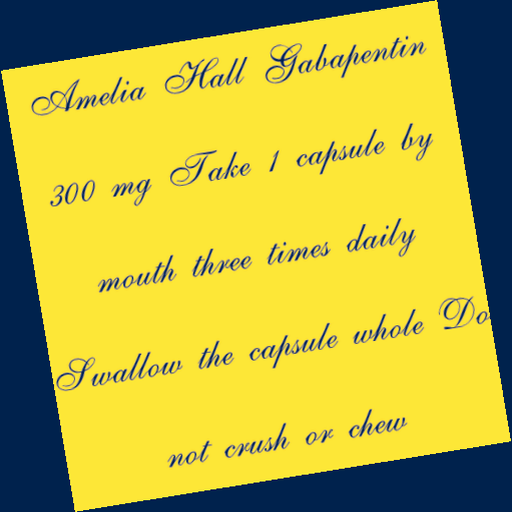 Amelia Hall Gabapentin
300 mg Take 1 capsule by
mouth three times daily
Swallow the capsule whole Do
not crush or chew